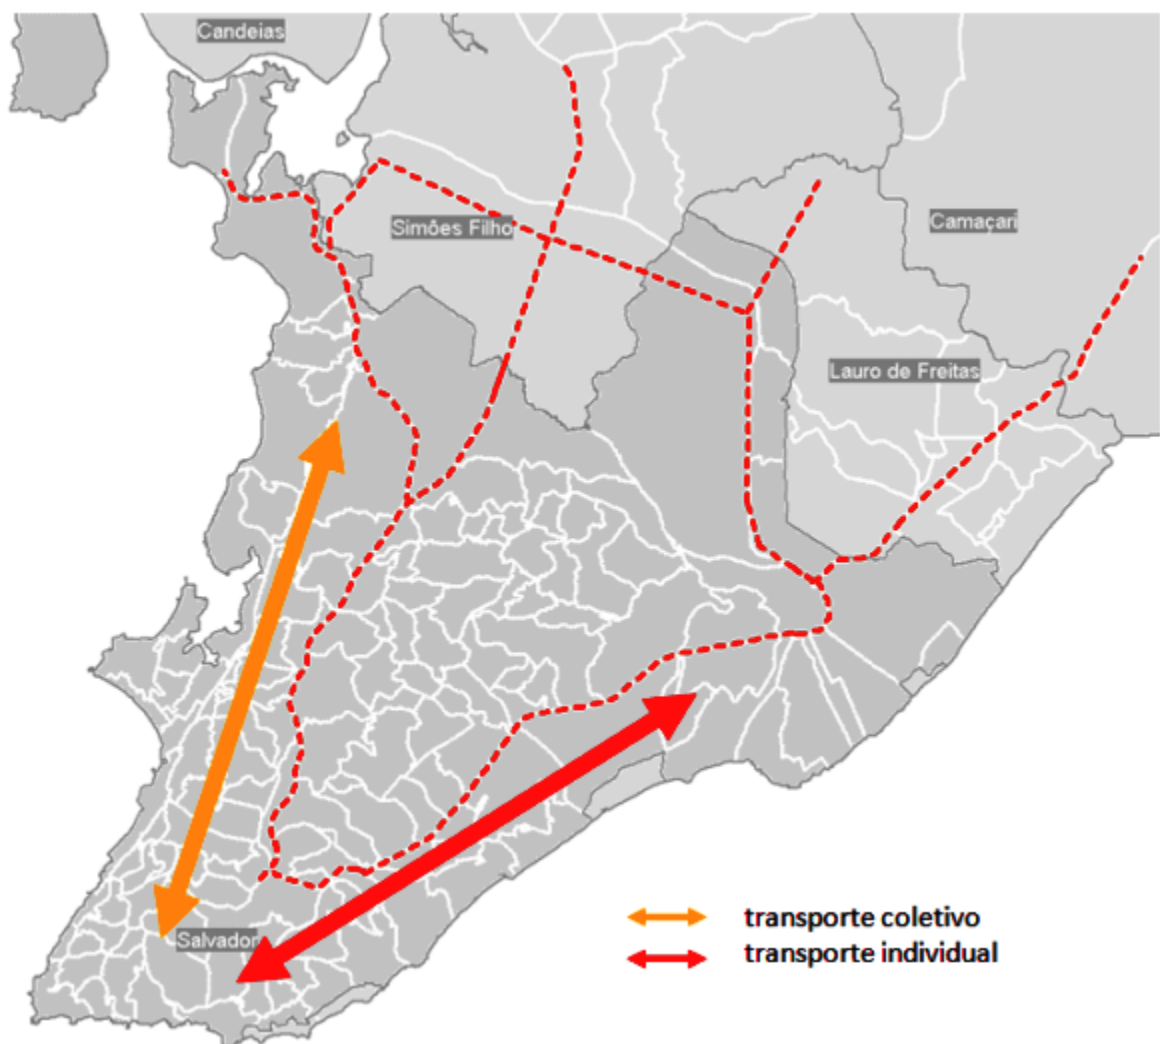 Candeias
Camaçari
Simões Filho
Lauro de Freitas
transporte coletivo
Salvador
transporte individual